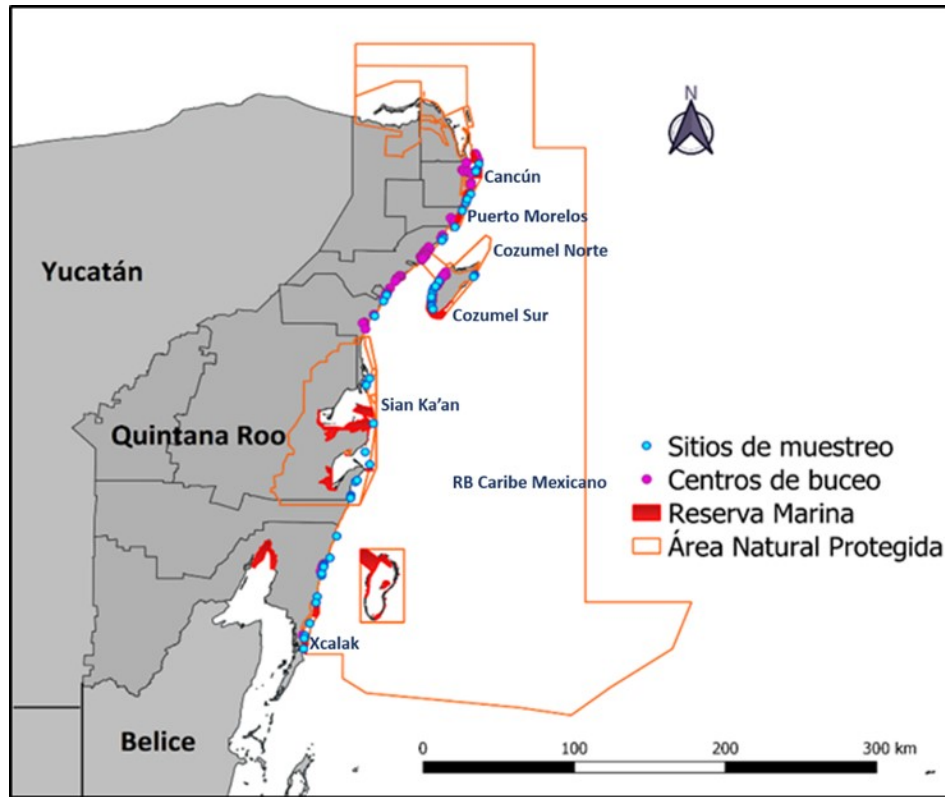 N
Cancún
Puerto Morelos
Cozumel Norte
Yucatán
Cozumel Sur
Sian Ka'an
Quintana Roo
Sitios de muestreo
RB Caribe Mexicano
Centros de buceo
Reserva Marina
Área Natural Protegida
Xcalak
Belice
0 100 200 300 km